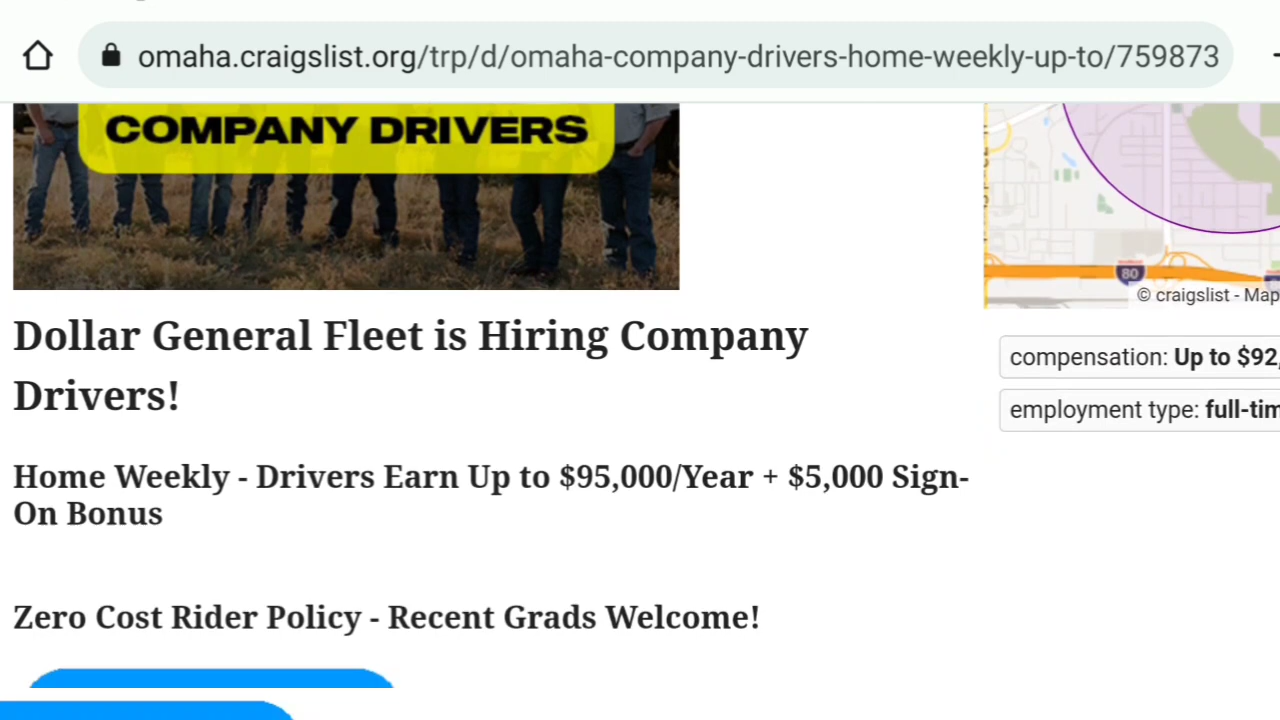 omaha.craigslist.org/trp/d/omaha-company-drivers-home-weekly-up-to/759873
COMPANY DRIVERS
80
© craigslist - Map
Dollar General Fleet is Hiring Company
Drivers!
compensation: Up to $92,
employment type: full-tim
Home Weekly - Drivers Earn Up to $95,000/Year + $5,000 Sign-
On Bonus
Zero Cost Rider Policy - Recent Grads Welcome!